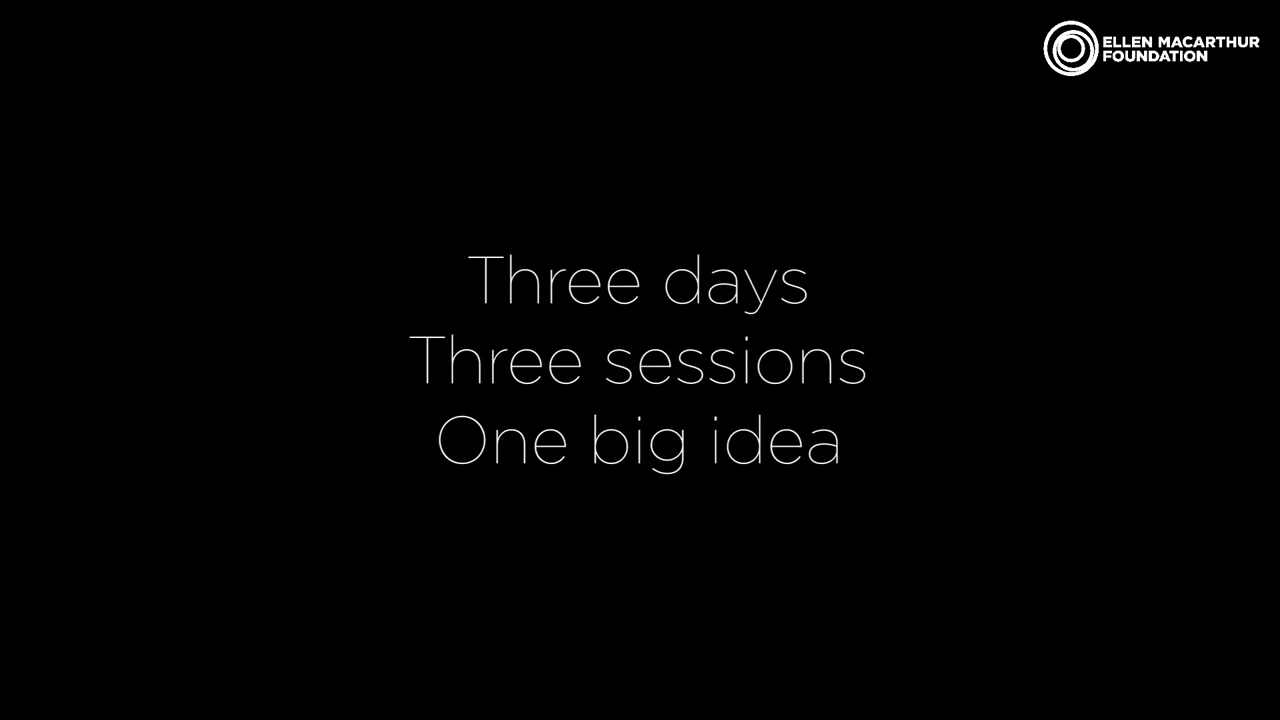 ELLEN MACARTHUR
FOUNDATION
Three days
Three sessions
One big idea